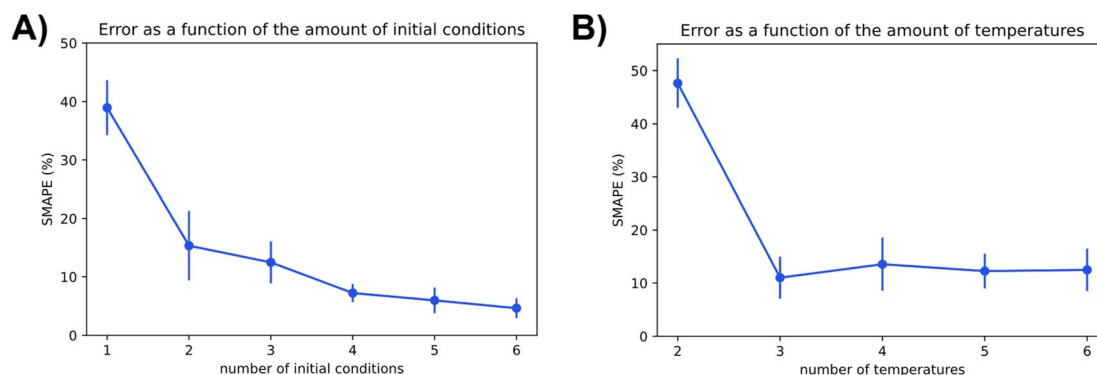 A)
Error as a function of the amount of initial conditions
50
40
30
20
10
0
SMAPE (%)
1 2 3 4 5 6
number of initial conditions
B)
Error as a function of the amount of temperatures
50
40
30
20
10
0
SMAPE (%)
2 3 4 5 6
number of temperatures